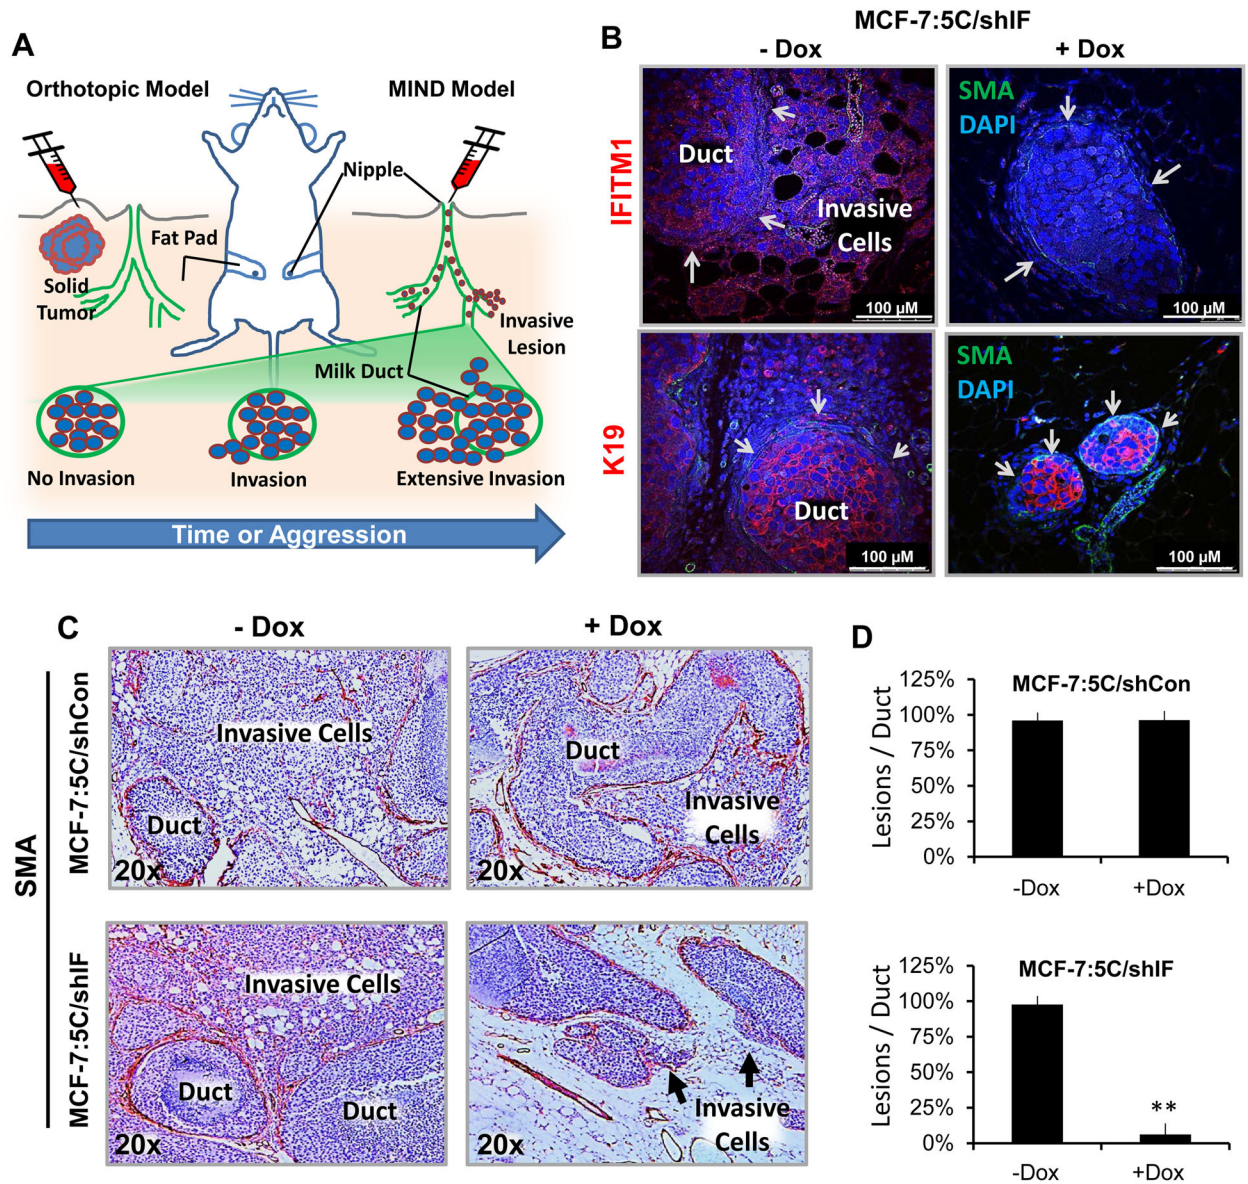 A
Orthotopic Model
MIND Model
Nipple
Fat Pad
Solid
Tumor
Invasive
Lesion
Milk Duct
No Invasion
Invasion
Extensive Invasion
Time or Aggression
B
MCF-7:5C/shIF
- Dox
+ Dox
IFITM1
Duct
Invasive
Cells
100 µM
SMA
DAPI
100 µM
K19
Duct
100 µM
SMA
DAPI
100 µM
C
- Dox
+ Dox
SMA
MCF-7:5C/shCon
Invasive Cells
Duct
20x
Duct
Invasive
Cells
20x
MCF-7:5C/shIF
Invasive Cells
Duct
Duct
20x
Invasive
Cells
20x
D
MCF-7:5C/shCon
Lesions / Duct
125%
100%
75%
50%
25%
0%
-Dox
+Dox
MCF-7:5C/shIF
Lesions / Duct
125%
100%
75%
50%
25%
0%
**
-Dox
+Dox